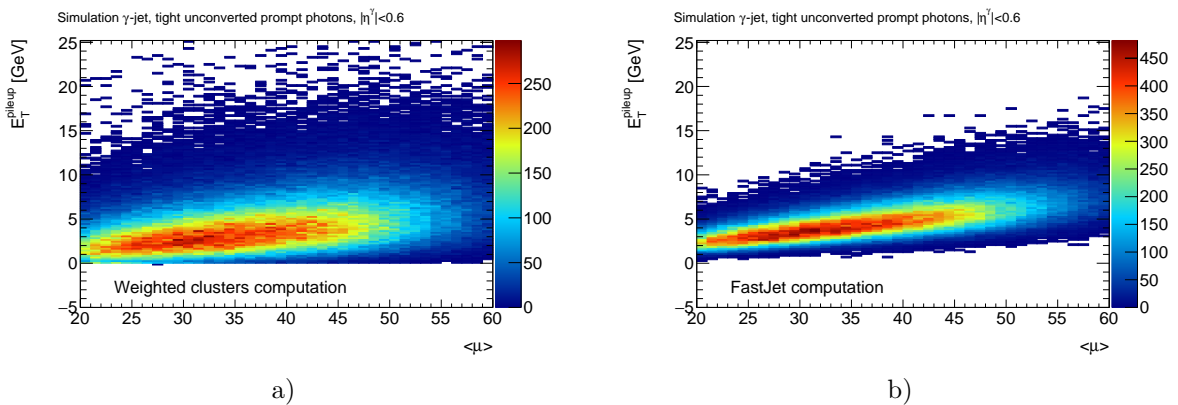 Simulation γ-jet, tight unconverted prompt photons, |η^γ|<0.6
E_T^pileup [GeV]
25
20
15
10
5
0
−5
20 25 30 35 40 45 50 55 60
<μ>
250
200
150
100
50
0
Weighted clusters computation
a)
Simulation γ-jet, tight unconverted prompt photons, |η^γ|<0.6
E_T^pileup [GeV]
25
20
15
10
5
0
−5
20 25 30 35 40 45 50 55 60
<μ>
450
400
350
300
250
200
150
100
50
0
FastJet computation
b)